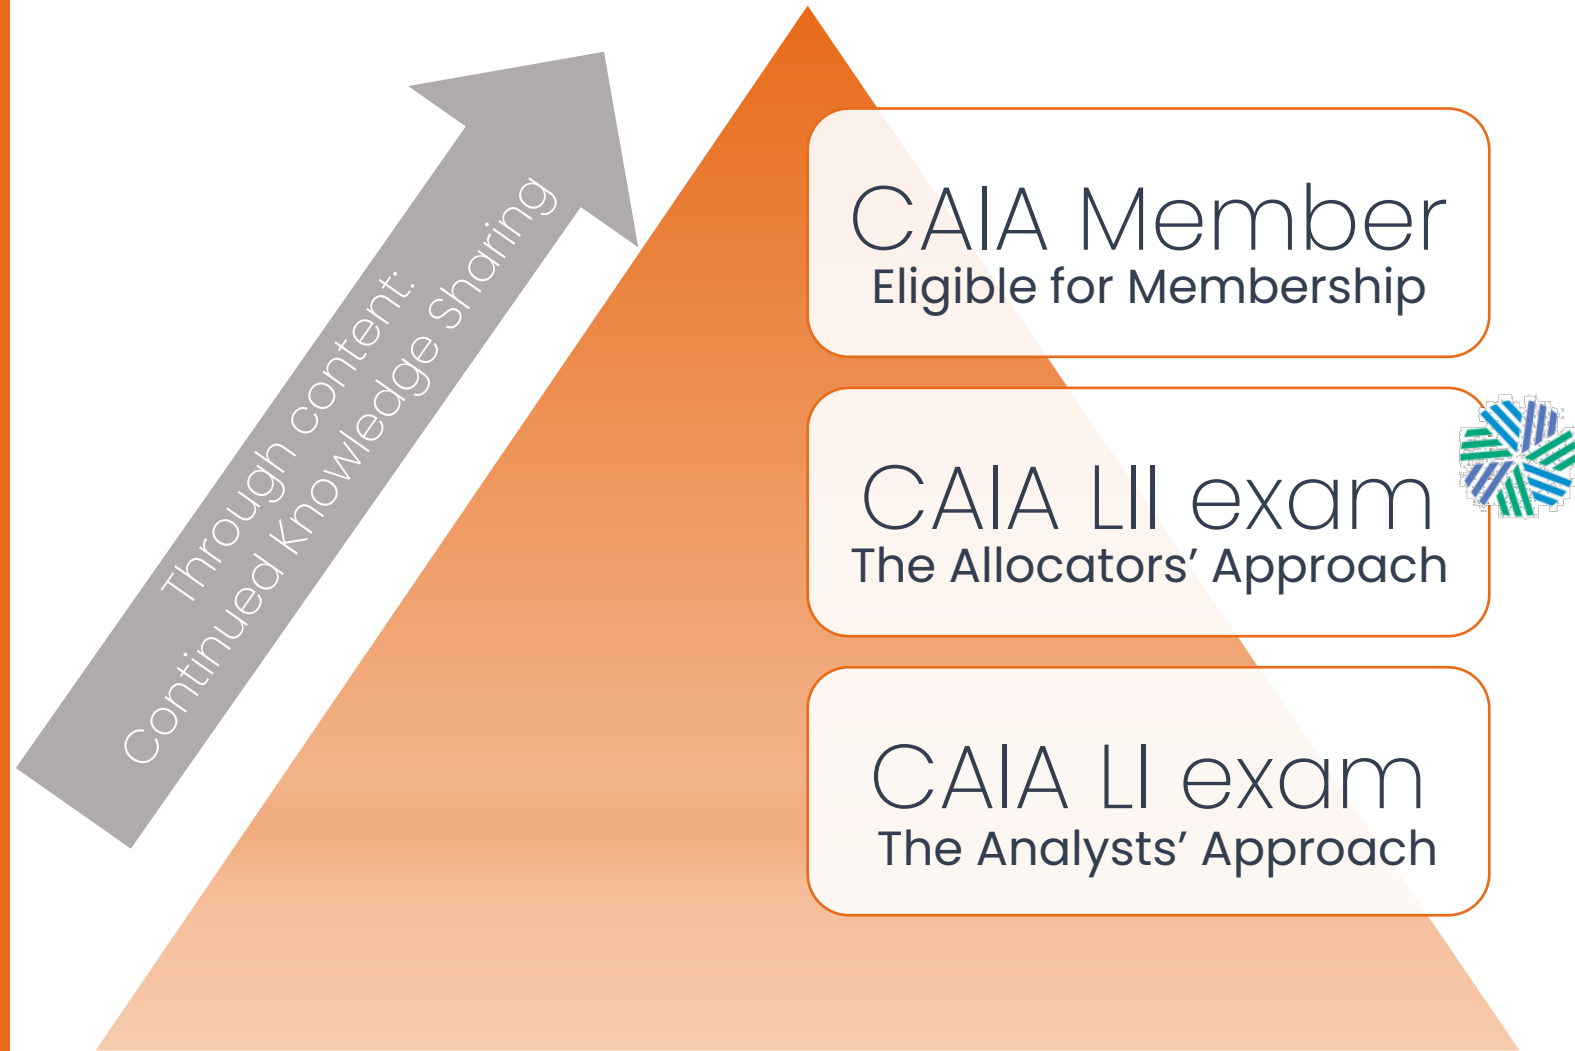 Through content:
Continued Knowledge Sharing
CAIA Member
Eligible for Membership
CAIA LII exam
The Allocators’ Approach
CAIA LI exam
The Analysts’ Approach